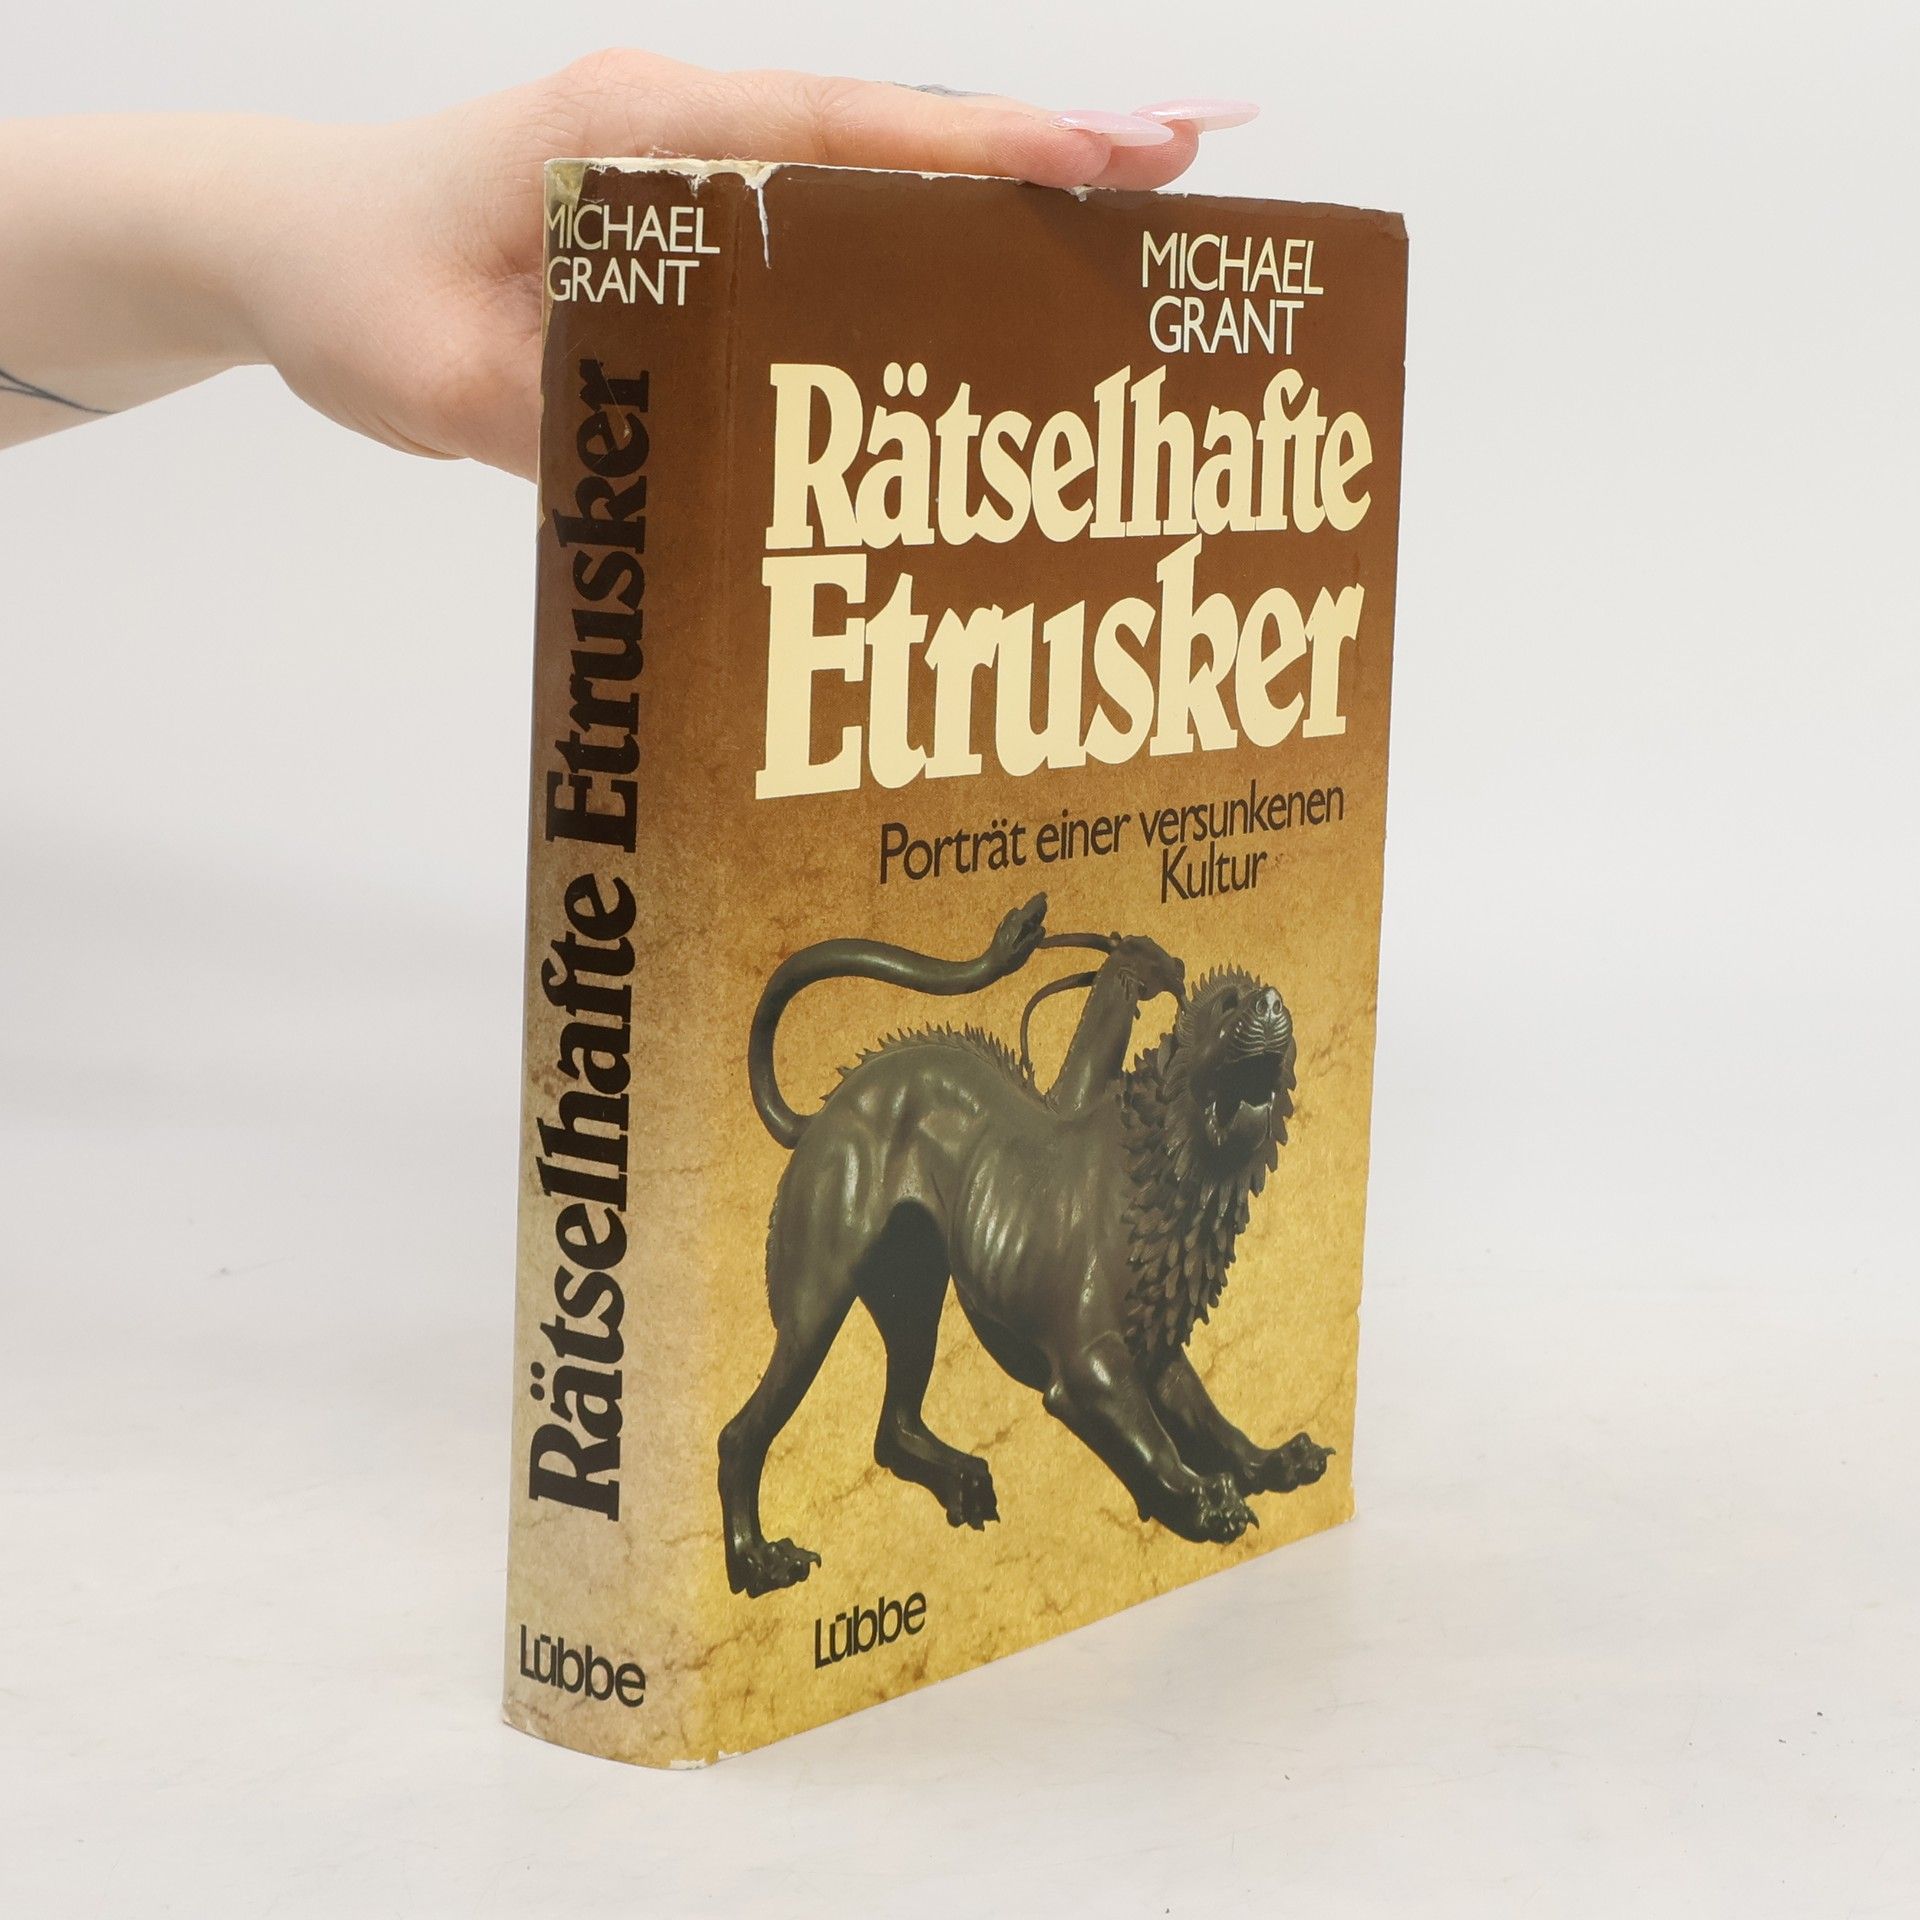 MICHAEL
GRANT
Rätselhafte Etrusker
Lübbe
MICHAEL
GRANT
Rätselhafte
Etrusker
Porträt einer versunkenen
Kultur
Lübbe